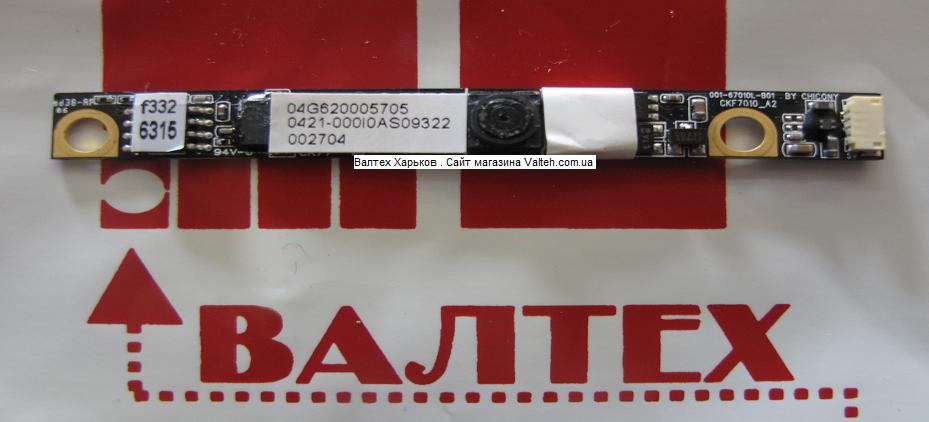 f332
6315
94V-0
04G620005705
0421-000I0AS09322
002704
001-67010L-B01 . BY CHICONY
CKF7010_A2
Валтех Харьков . Сайт магазина Valteh.com.ua
ВАЛТЕХ